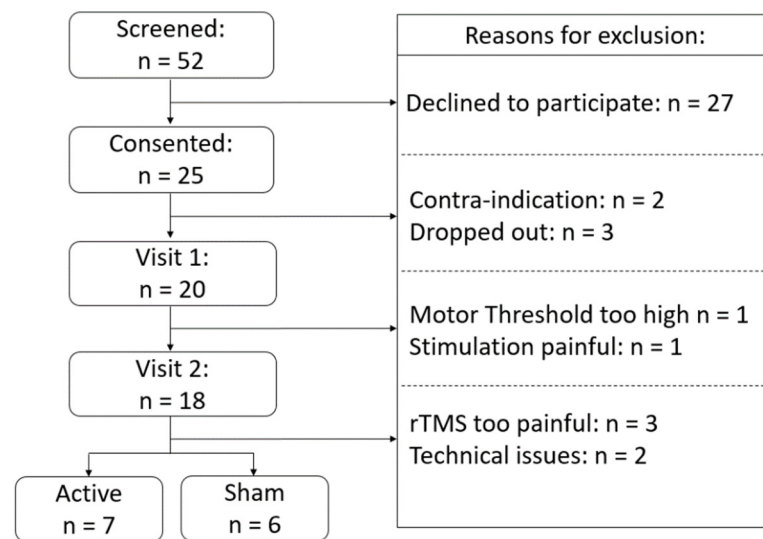 Screened:
n = 52
Reasons for exclusion:
Declined to participate: n = 27
Consented:
n = 25
Contra-indication: n = 2
Dropped out: n = 3
Visit 1:
n = 20
Motor Threshold too high n = 1
Stimulation painful: n = 1
Visit 2:
n = 18
rTMS too painful: n = 3
Technical issues: n = 2
Active
n = 7
Sham
n = 6